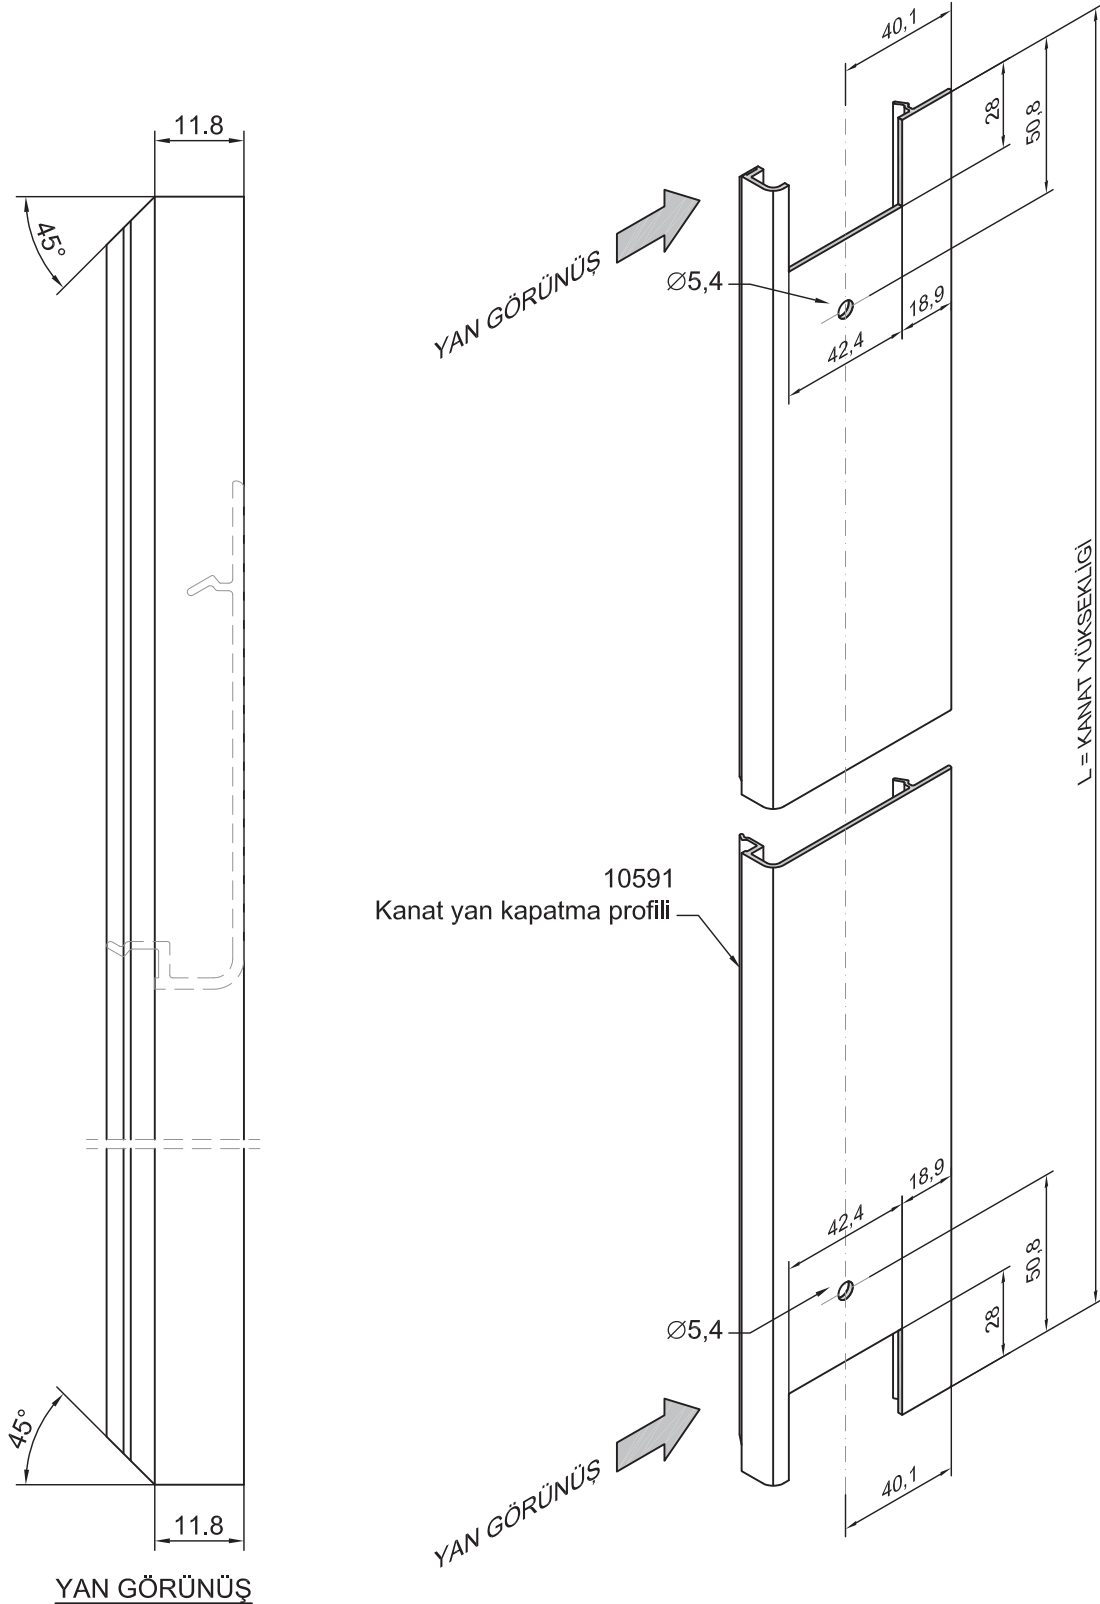 40,1
11.8
28
50,8
45°
YAN GÖRÜNÜŞ
Ø5,4
18,9
42,4
L = KANAT YÜKSEKLİĞİ
10591
Kanat yan kapatma profili
18,9
42,4
50,8
28
Ø5,4
45°
YAN GÖRÜNÜŞ
40,1
11.8
YAN GÖRÜNÜŞ